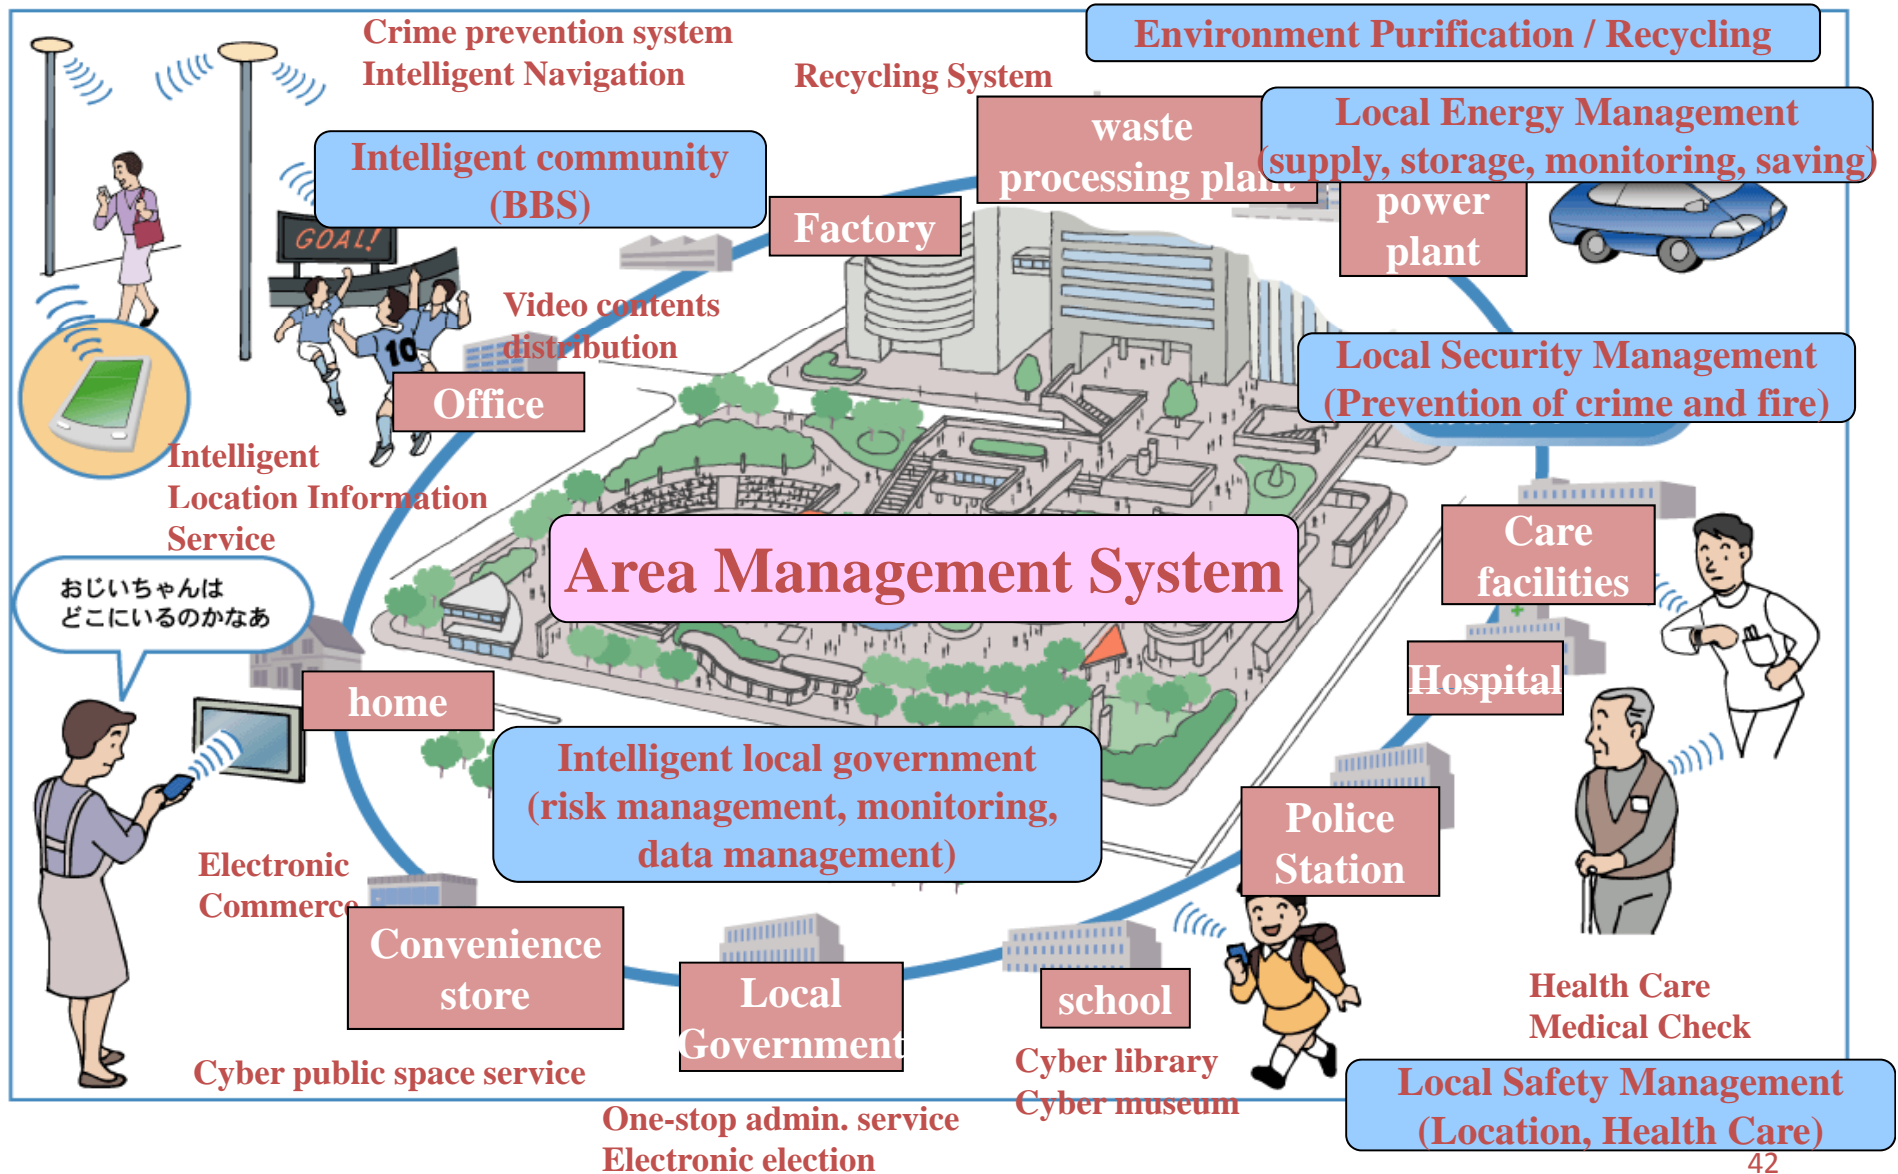 Crime prevention system
Intelligent Navigation
Recycling System
Environment Purification / Recycling
waste
processing plant
Local Energy Management
(supply, storage, monitoring, saving)
power
plant
Intelligent community
(BBS)
Factory
GOAL!
10
Video contents
distribution
Office
Local Security Management
(Prevention of crime and fire)
Intelligent
Location Information
Service
Area Management System
Care
facilities
おじいちゃんは
どこにいるのかなあ
Hospital
home
Intelligent local government
(risk management, monitoring,
data management)
Police
Station
Electronic
Commerce
Convenience
store
Local
Government
school
Health Care
Medical Check
Cyber public space service
Cyber library
Cyber museum
One-stop admin. service
Electronic election
Local Safety Management
(Location, Health Care)
42